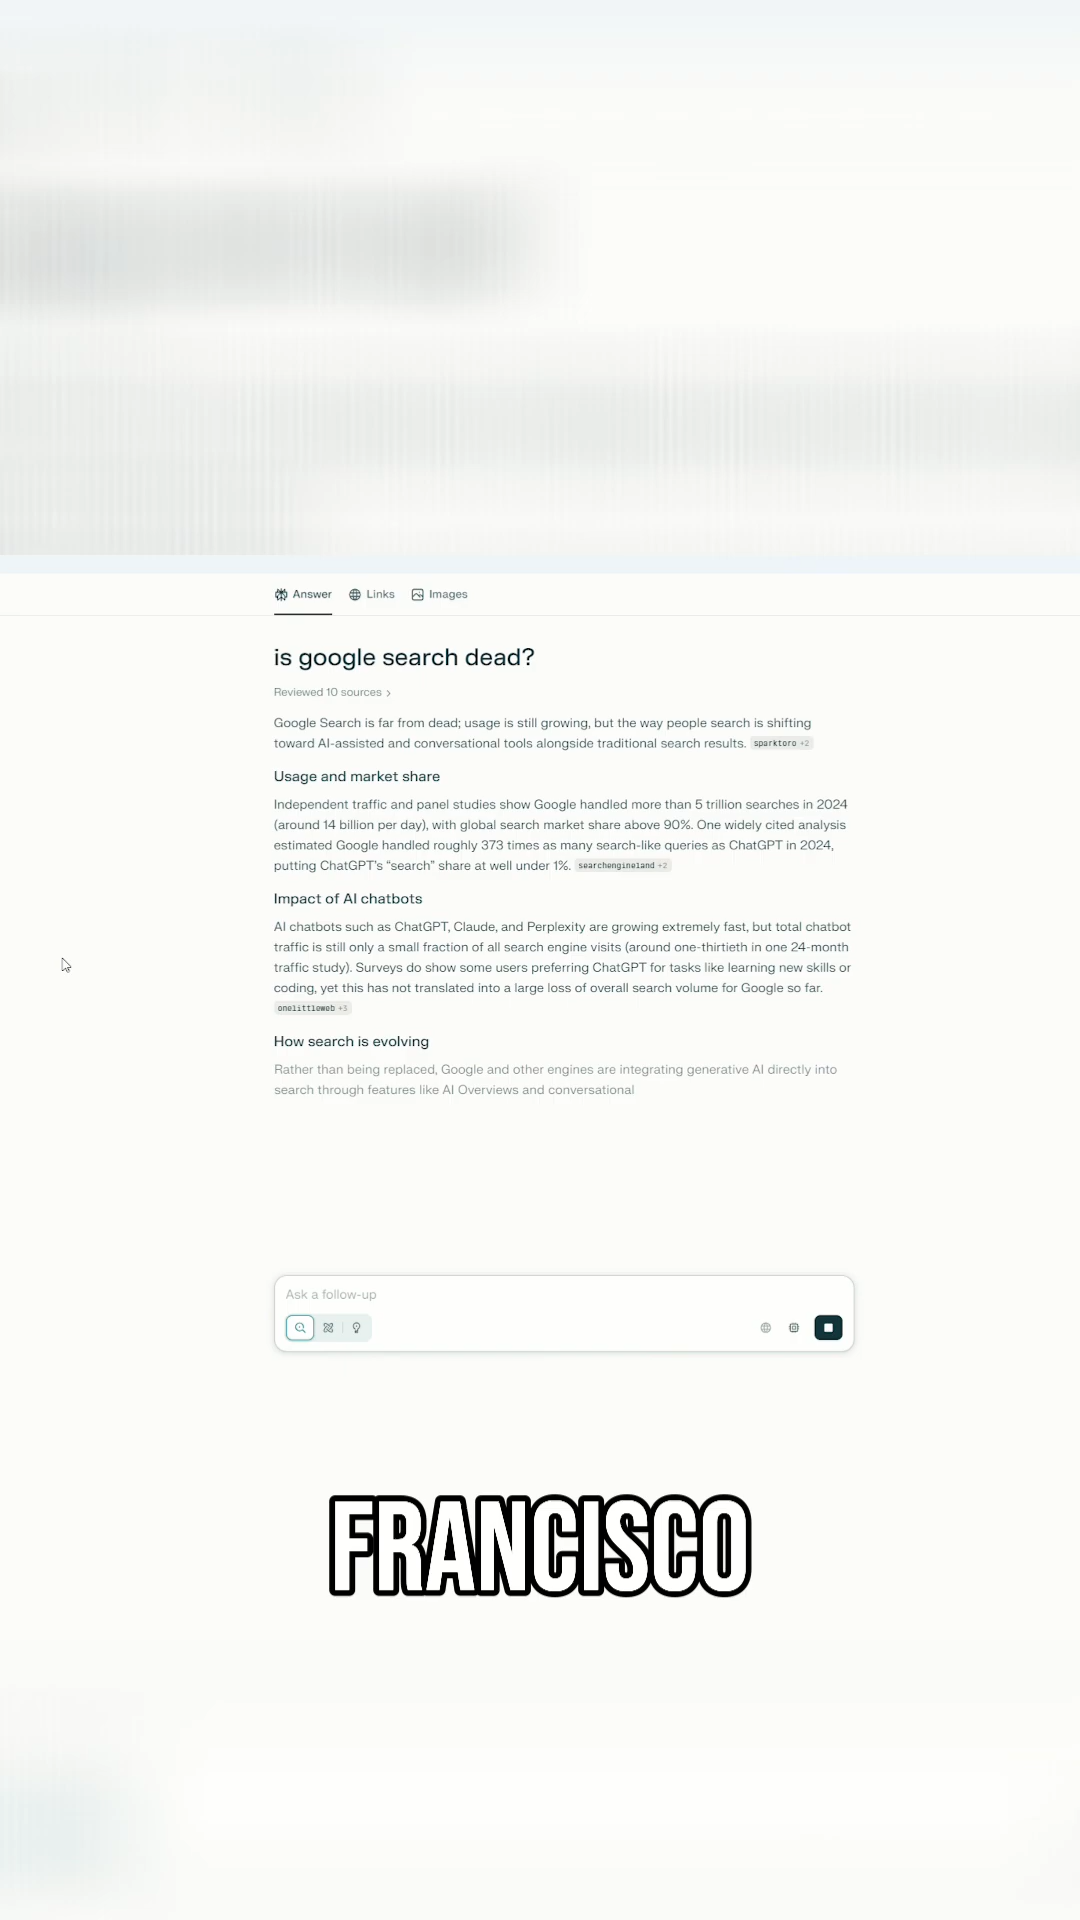 Answer Links Images
is google search dead?
Reviewed 10 sources >
Google Search is far from dead; usage is still growing, but the way people search is shifting
toward AI-assisted and conversational tools alongside traditional search results. sparktoro +2
Usage and market share
Independent traffic and panel studies show Google handled more than 5 trillion searches in 2024
(around 14 billion per day), with global search market share above 90%. One widely cited analysis
estimated Google handled roughly 373 times as many search-like queries as ChatGPT in 2024,
putting ChatGPT’s “search” share at well under 1%. searchengineland +2
Impact of AI chatbots
AI chatbots such as ChatGPT, Claude, and Perplexity are growing extremely fast, but total chatbot
traffic is still only a small fraction of all search engine visits (around one-thirtieth in one 24-month
traffic study). Surveys do show some users preferring ChatGPT for tasks like learning new skills or
coding, yet this has not translated into a large loss of overall search volume for Google so far.
onelittleweb +3
How search is evolving
Rather than being replaced, Google and other engines are integrating generative AI directly into
search through features like AI Overviews and conversational
Ask a follow-up
FRANCISCO